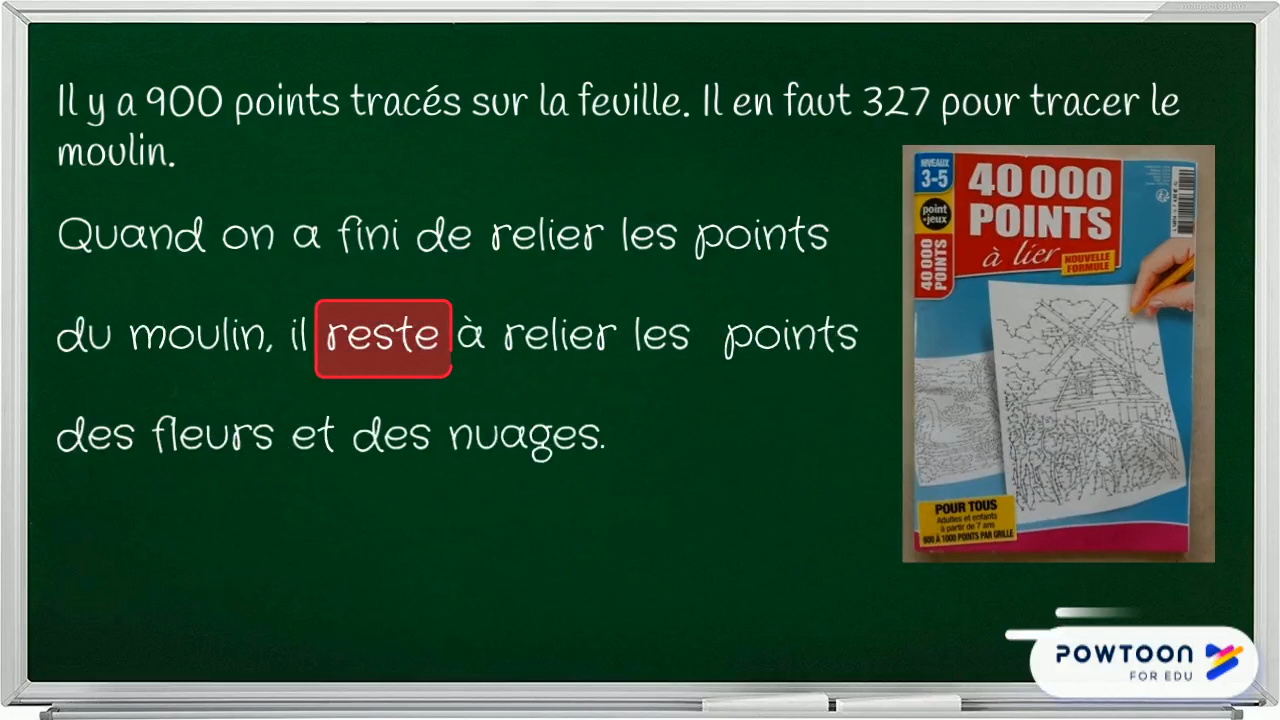 Il y a 900 points tracés sur la feuille. Il en faut 327 pour tracer le
moulin.
Quand on a fini de relier les points
du moulin, il reste à relier les points
des fleurs et des nuages.
NIVEAUX
3-5
point
jeux
40 000
POINTS
40 000
POINTS
à lier
NOUVELLE
FORMULE
POUR TOUS
Adultes et enfants
à partir de 7 ans
600 À 1000 POINTS PAR GRILLE
POWTOON
FOR EDU